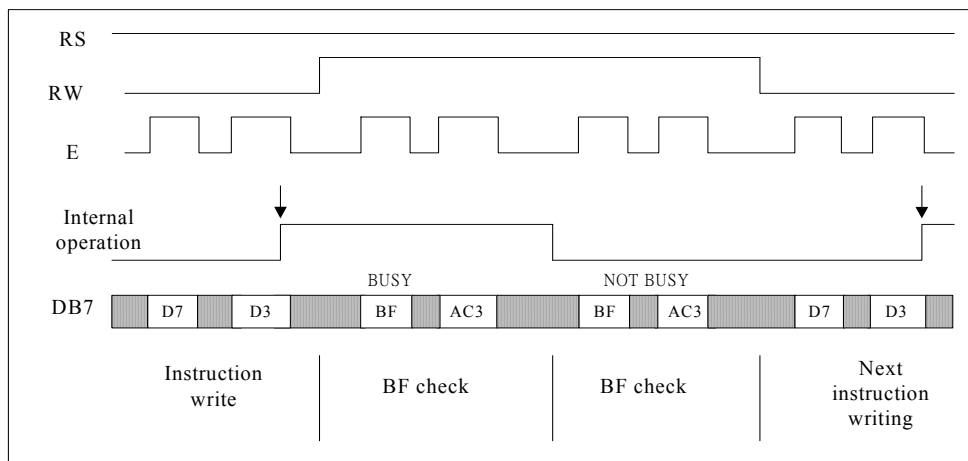 RS
RW
E
Internal
operation
BUSY
NOT BUSY
DB7
D7
D3
BF
AC3
BF
AC3
D7
D3
Instruction
write
BF check
BF check
Next
instruction
writing